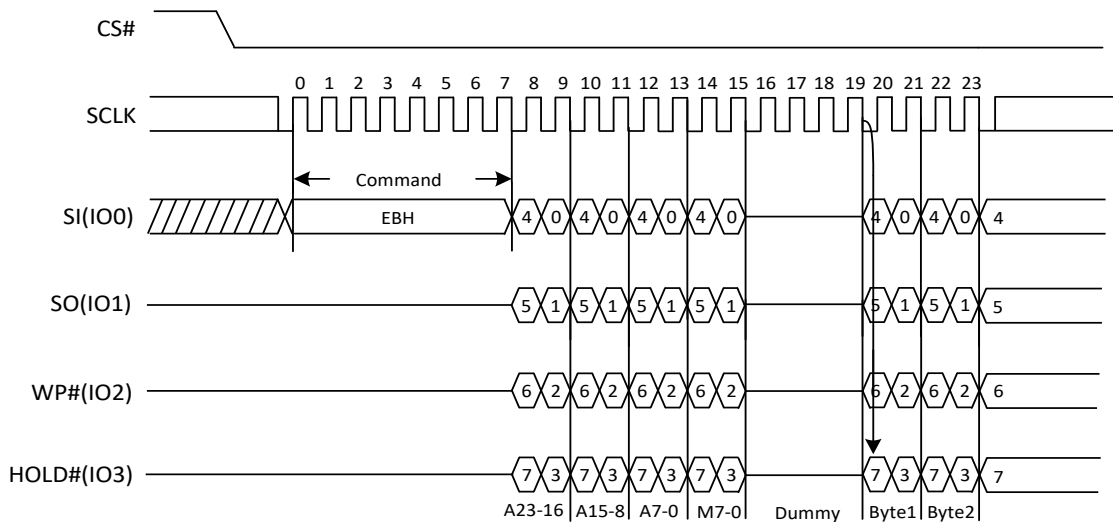 CS#
0 1 2 3 4 5 6 7 8 9 10 11 12 13 14 15 16 17 18 19 20 21 22 23
SCLK
Command
SI(IO0) EBH 4 0 4 0 4 0 4 0 4 0 4 0 4
SO(IO1) 5 1 5 1 5 1 5 1 5 1 5 1 5
WP#(IO2) 6 2 6 2 6 2 6 2 6 2 6 2 6
HOLD#(IO3) 7 3 7 3 7 3 7 3 7 3 7 3 7
A23-16 A15-8 A7-0 M7-0 Dummy Byte1 Byte2